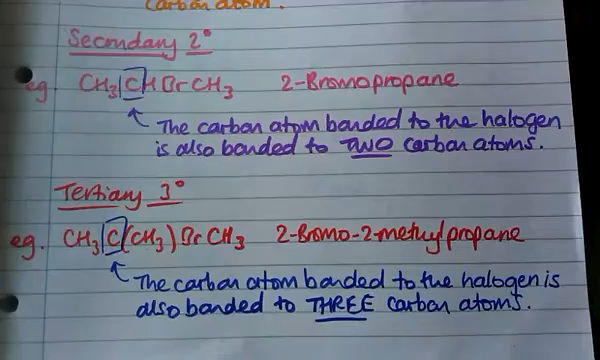 carbon atom.
Secondary 2°
eg CH₃CHBrCH₃ 2-Bromopropane
The carbon atom bonded to the halogen
is also bonded to TWO carbon atoms.
Tertiary 3°
eg. CH₃C(CH₃)BrCH₃ 2-Bromo-2-methylpropane
The carbon atom bonded to the halogen is
also bonded to THREE carbon atoms.